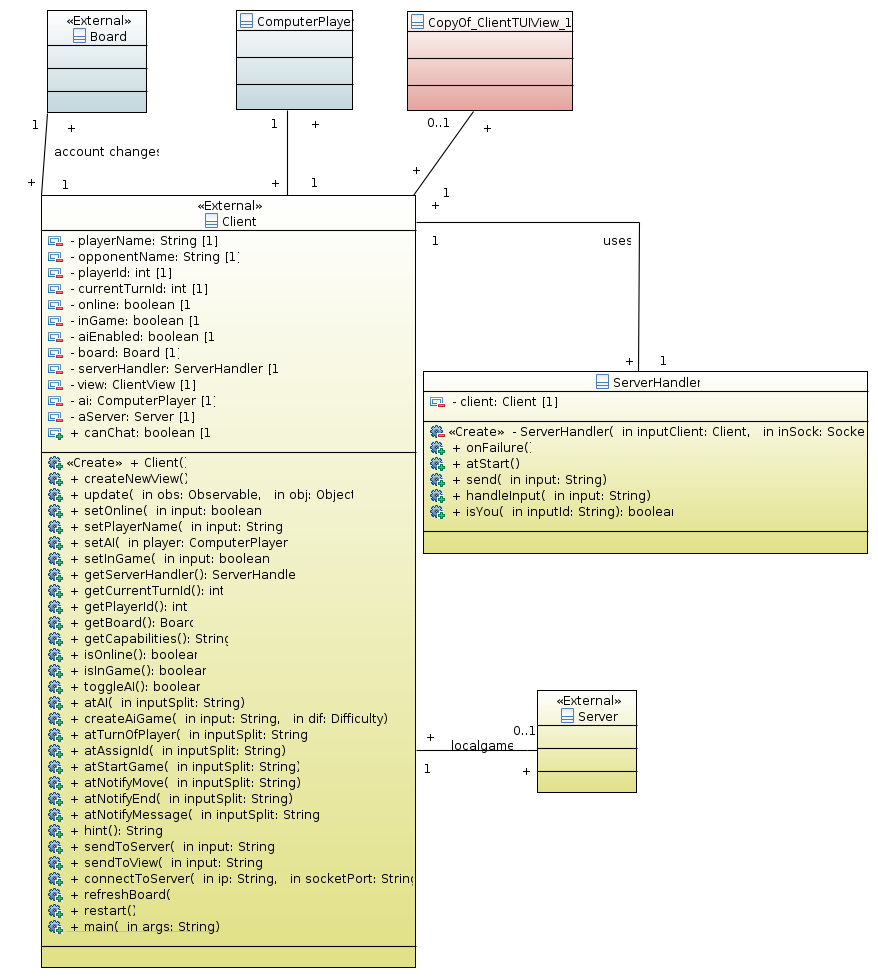 «External»
Board
ComputerPlayer
CopyOf_ClientTUIView_1
1
+
account changes
+
1
1
+
+
1
0..1
+
+
1
+
«External»
Client
- playerName: String [1]
- opponentName: String [1]
- playerId: int [1]
- currentTurnId: int [1]
- online: boolean [1
- inGame: boolean [1
- aiEnabled: boolean [1
- board: Board [1]
- serverHandler: ServerHandler [1
- view: ClientView [1]
- ai: ComputerPlayer [1]
- aServer: Server [1]
+ canChat: boolean [1
«Create» + Client()
+ createNewView()
+ update( in obs: Observable, in obj: Object
+ setOnline( in input: boolean
+ setPlayerName( in input: String
+ setAI( in player: ComputerPlayer
+ setInGame( in input: boolean
+ getServerHandler(): ServerHandle
+ getCurrentTurnId(): int
+ getPlayerId(): int
+ getBoard(): Board
+ getCapabilities(): String
+ isOnline(): boolean
+ isInGame(): boolean
+ toggleAI(): boolean
+ atAI( in inputSplit: String)
+ createAiGame( in input: String, in dif: Difficulty)
+ atTurnOfPlayer( in inputSplit: String
+ atAssignId( in inputSplit: String)
+ atStartGame( in inputSplit: String)
+ atNotifyMove( in inputSplit: String)
+ atNotifyEnd( in inputSplit: String)
+ atNotifyMessage( in inputSplit: String
+ hint(): String
+ sendToServer( in input: String
+ sendToView( in input: String
+ connectToServer( in ip: String, in socketPort: String
+ refreshBoard(
+ restart()
+ main( in args: String)
1
uses
+
1
ServerHandler
- client: Client [1]
«Create» - ServerHandler( in inputClient: Client, in inSock: Socke
+ onFailure()
+ atStart()
+ send( in input: String)
+ handleInput( in input: String)
+ isYou( in inputId: String): boolean
+
1
localgame
0..1
+
«External»
Server